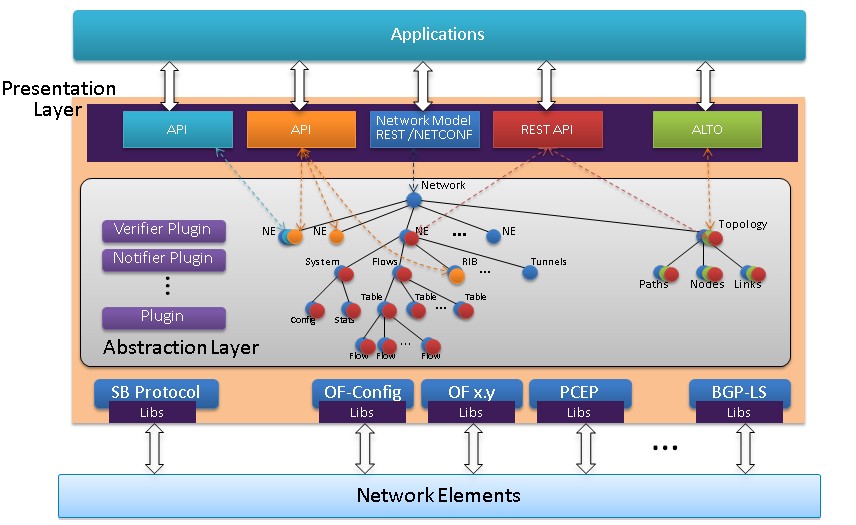 Applications
Presentation
Layer
API
API
Network Model
REST /NETCONF
REST API
ALTO
Network
NE
NE
NE
...
NE
Topology
Verifier Plugin
Notifier Plugin
Plugin
System
Flows
RIB
...
Tunnels
Paths
Nodes
Links
Config
Stats
Table
Table
...
Table
Flow
Flow
...
Flow
Abstraction Layer
SB Protocol
OF-Config
OF x.y
PCEP
BGP-LS
Libs
Libs
Libs
Libs
Libs
...
Network Elements